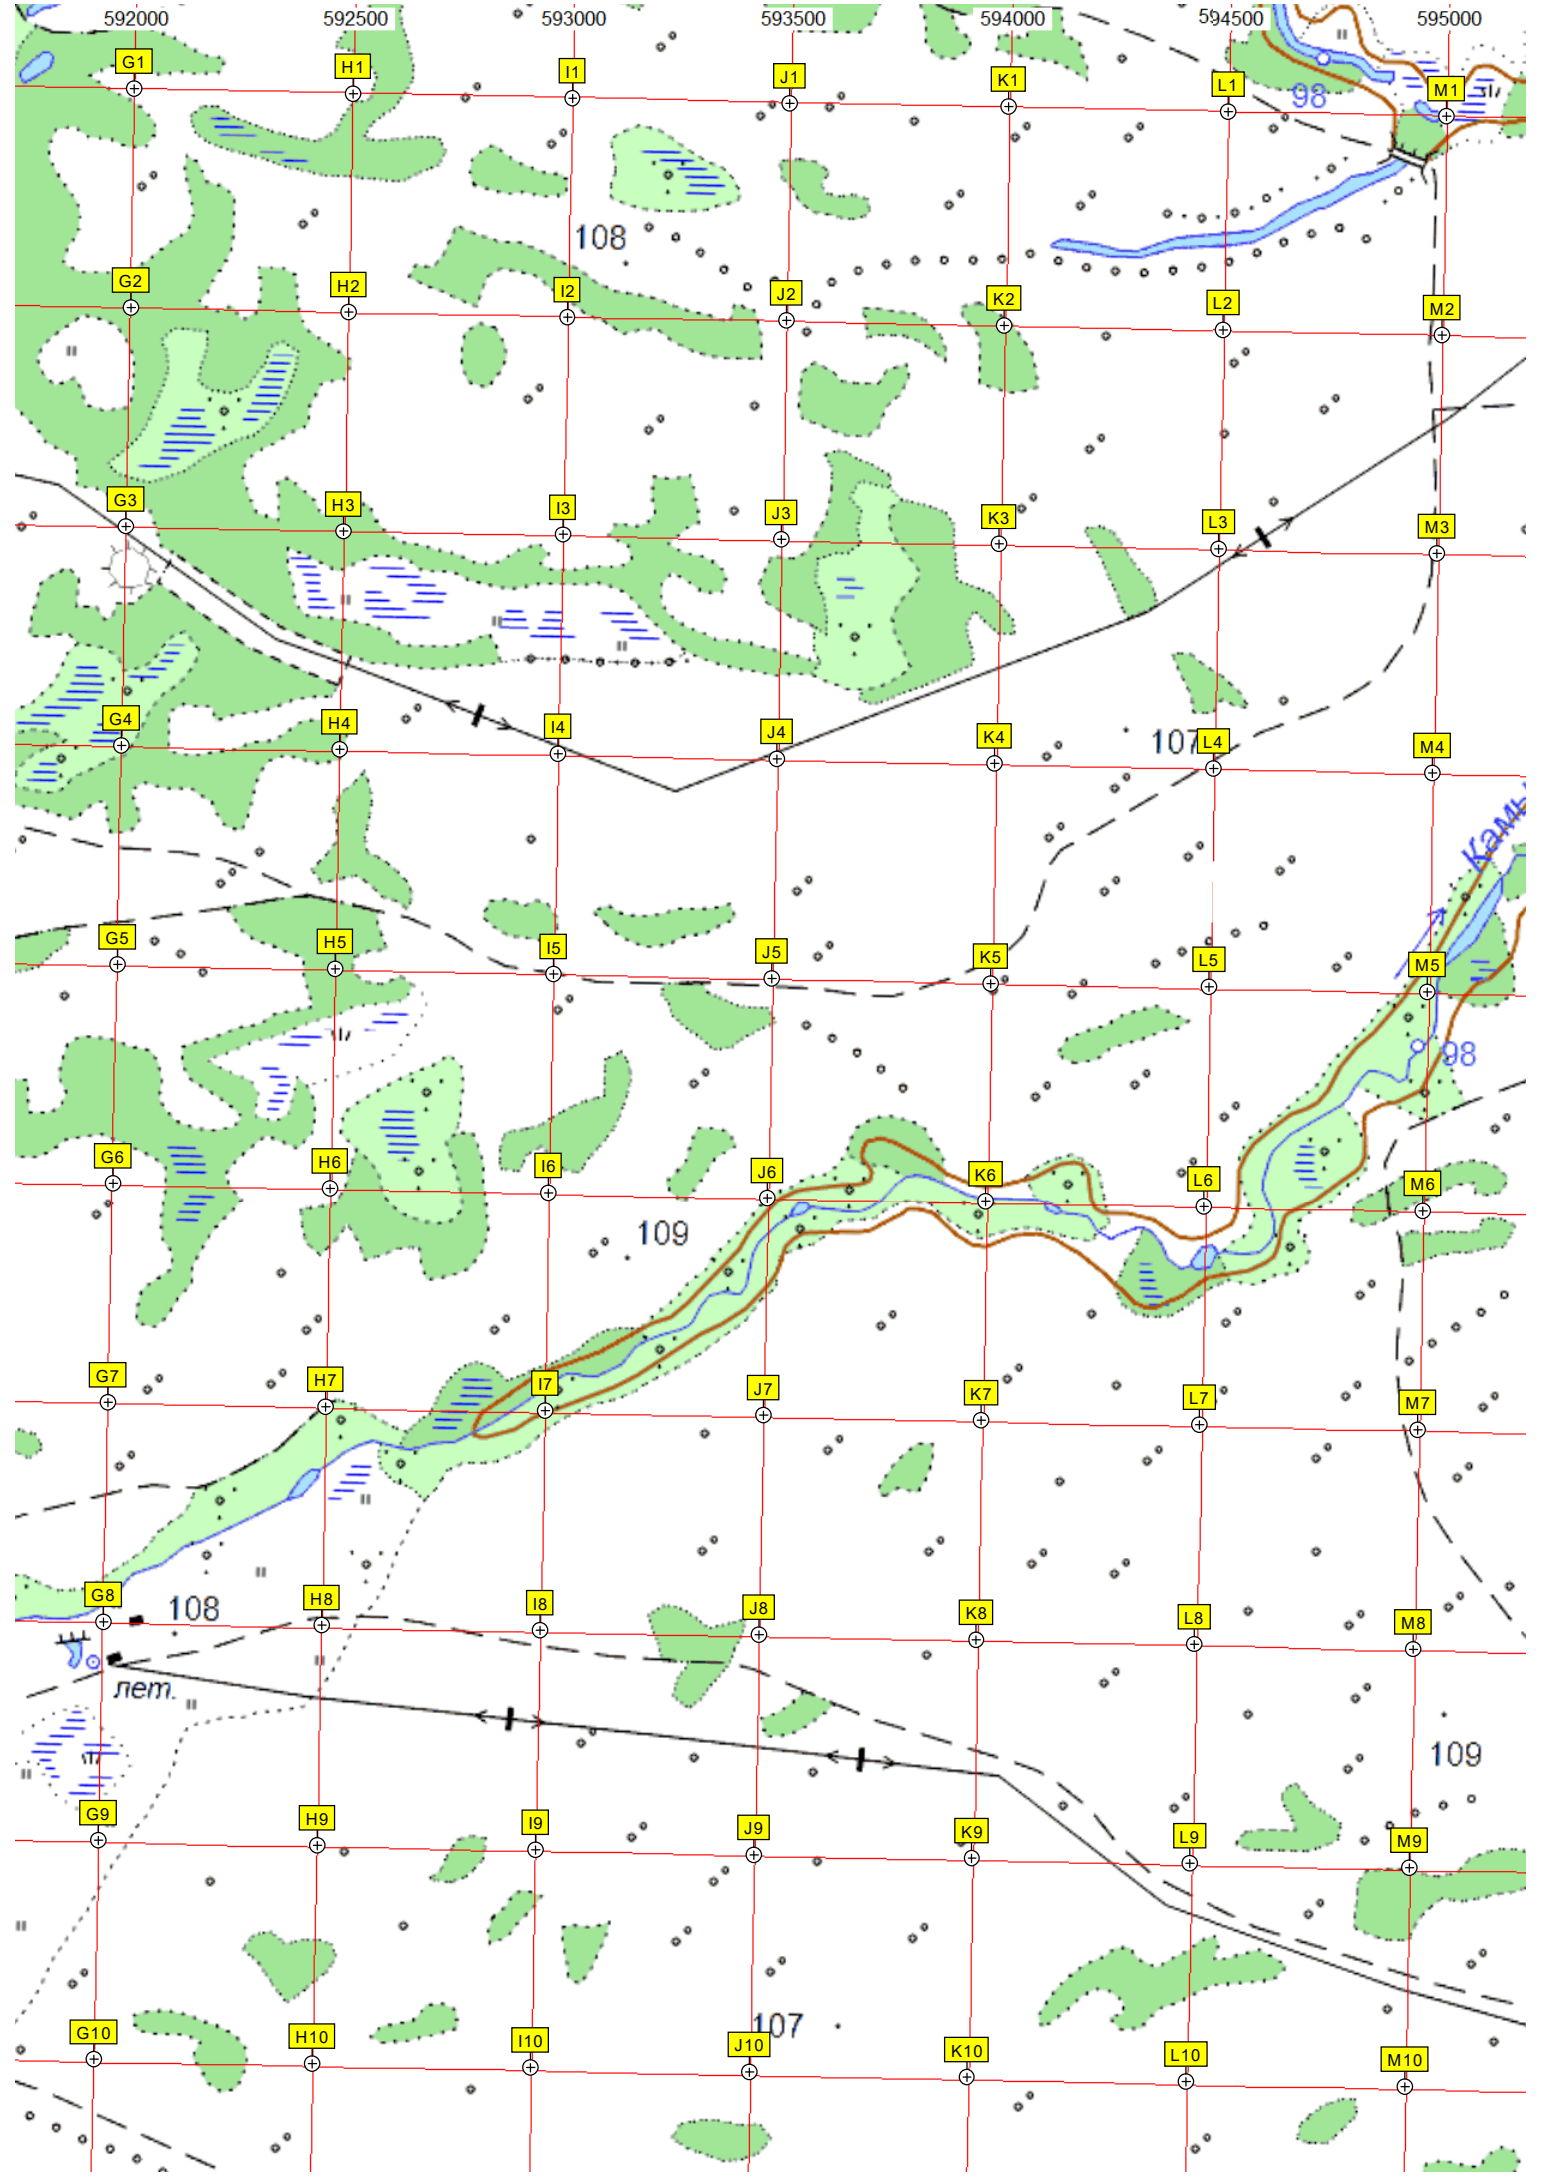 592000 592500 593000 593500 594000 594500 595000
G1 H1 I1 J1 K1 L1 M1
98
108
G2 H2 I2 J2 K2 L2 M2
G3 H3 I3 J3 K3 L3 M3
G4 H4 I4 J4 K4 L4 M4
107
Камы
G5 H5 I5 J5 K5 L5 M5
98
G6 H6 I6 J6 K6 L6 M6
109
G7 H7 I7 J7 K7 L7 M7
G8 H8 I8 J8 K8 L8 M8
108
лет.
109
G9 H9 I9 J9 K9 L9 M9
107
G10 H10 I10 J10 K10 L10 M10